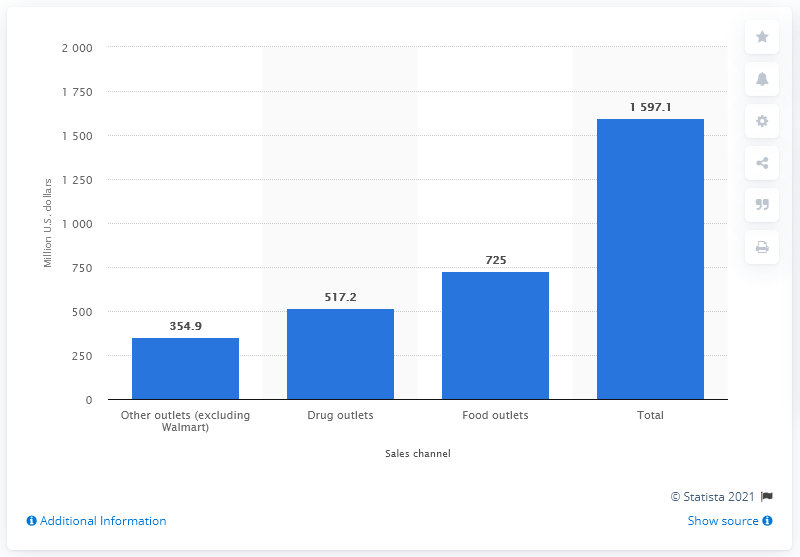 2 000
1 750
1 500
1 250
1 000
750
500
250
0
Million U.S. dollars
354.9
517.2
725
1 597.1
Other outlets (excluding
Walmart)
Drug outlets
Food outlets
Total
Sales channel
© Statista 2021
Additional Information
Show source